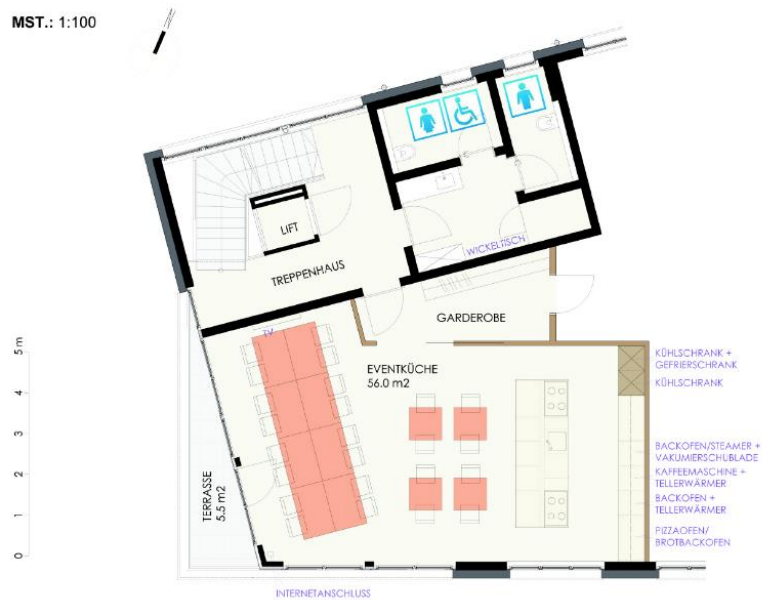 MST.: 1:100
LIFT
TREPPENHAUS
WICKELTISCH
GARDEROBE
TV
EVENTKÜCHE
56.0 m2
KÜHLSCHRANK +
GEFRIERSCHRANK
KÜHLSCHRANK
BACKOFEN/STEAMER +
VAKUMIERSCHUBLADE
KAFFEEMASCHINE +
TELLERWÄRMER
BACKOFEN +
TELLERWÄRMER
PIZZAOFEN/
BROTBACKOFEN
TERRASSE
5.5 m2
5 m
4
3
2
1
0
INTERNETANSCHLUSS